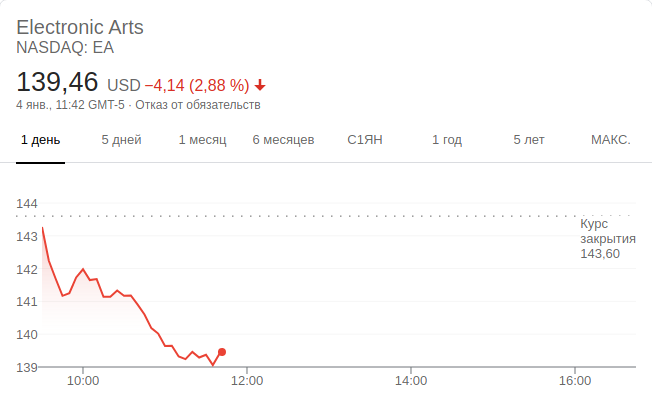 Electronic Arts
NASDAQ: EA
139,46 USD −4,14 (2,88 %)
4 янв., 11:42 GMT-5 · Отказ от обязательств
1 день 5 дней 1 месяц 6 месяцев С1ЯН 1 год 5 лет МАКС.
144
Курс
закрытия
143,60
143
142
141
140
139
10:00 12:00 14:00 16:00